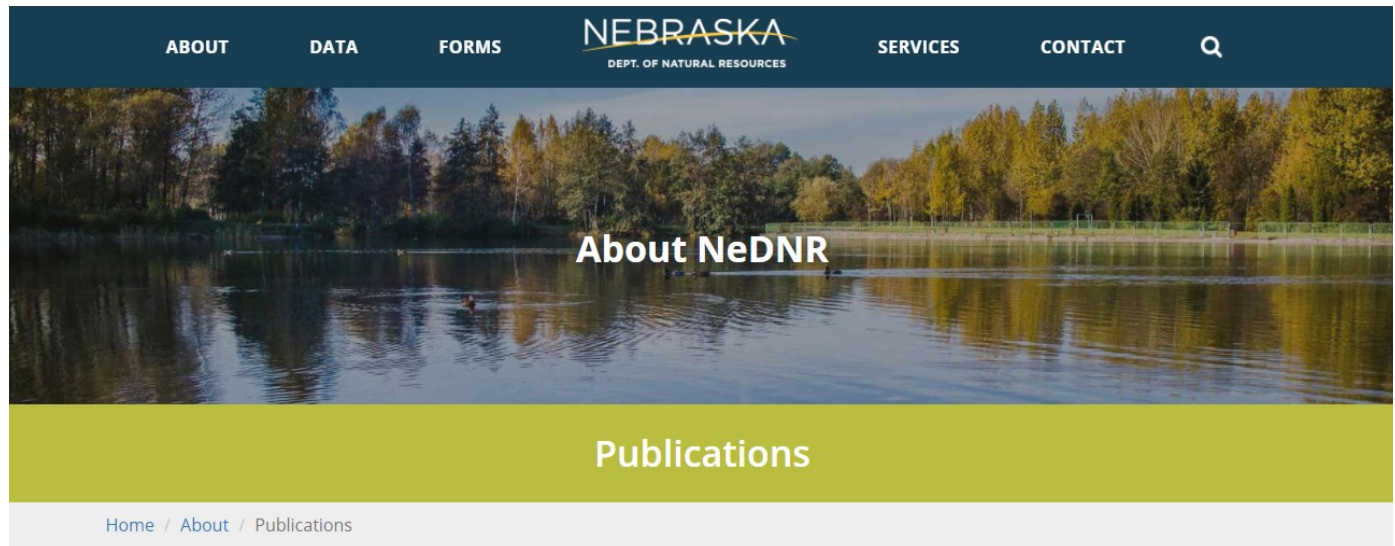 ABOUT DATA FORMS NEBRASKA SERVICES CONTACT
DEPT. OF NATURAL RESOURCES
About NeDNR
Publications
Home / About / Publications